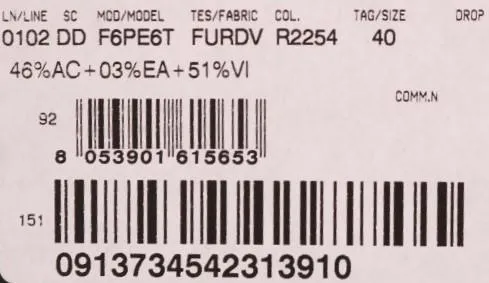 LN/LINE SC MOD/MODEL TES/FABRIC COL. TAG/SIZE DROP
0102 DD F6PE6T FURDV R2254 40
46%AC+03%EA+51%VI
COMM.N
92
8 053901 615653
151
0913734542313910